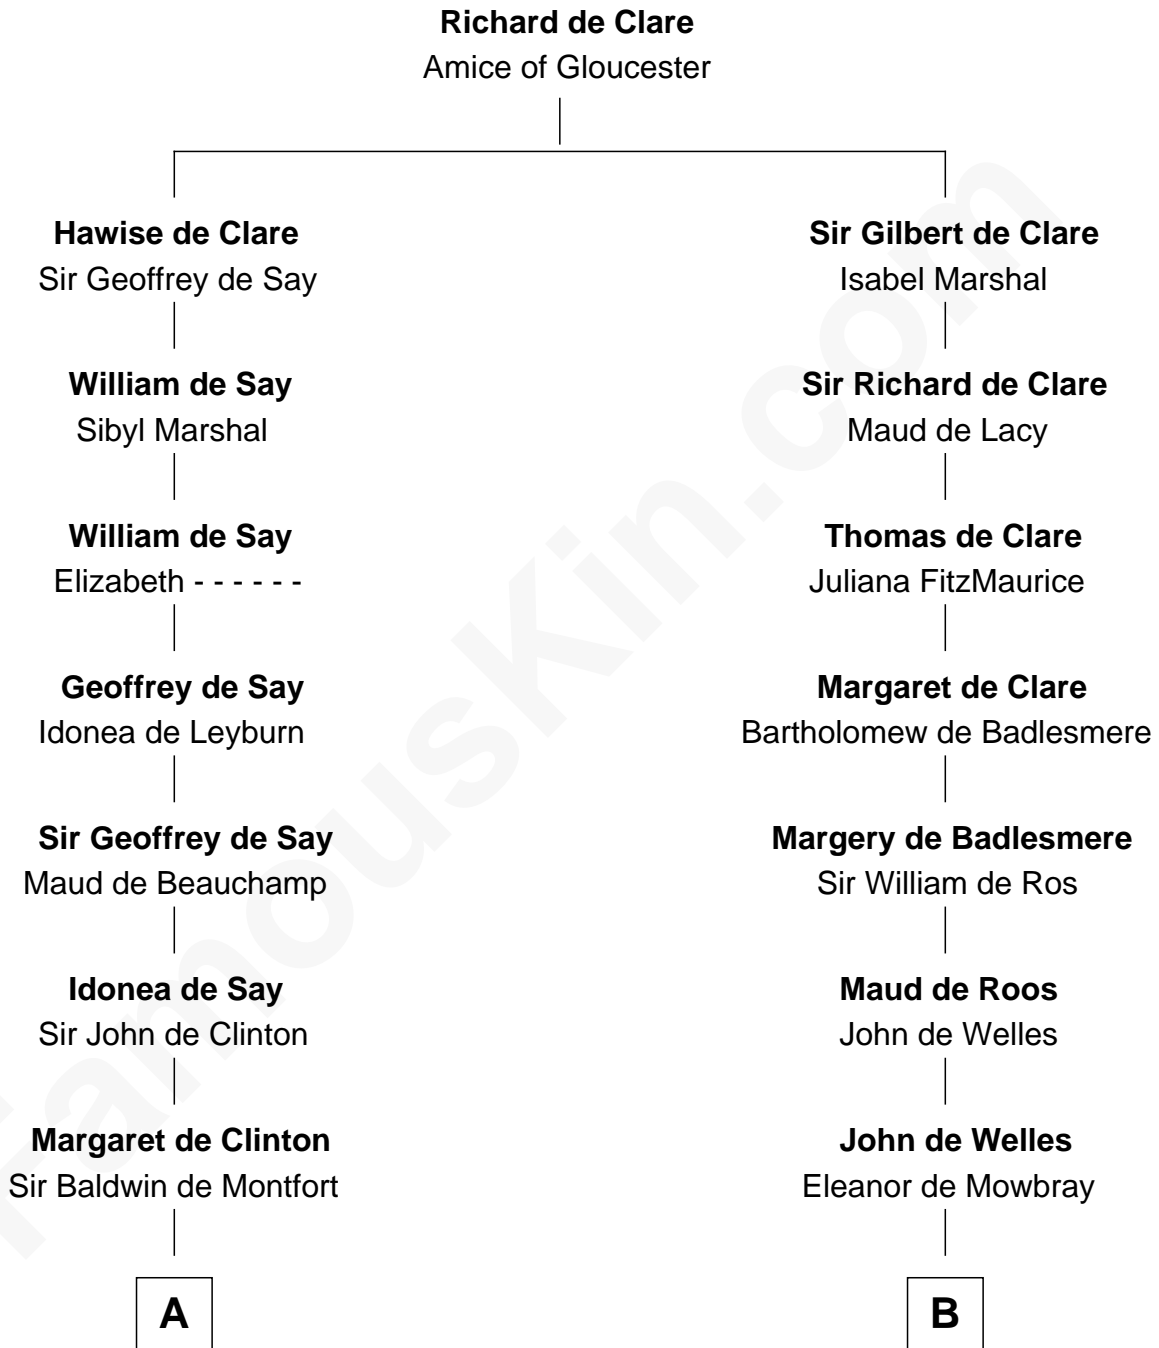 Richard de Clare
Amice of Gloucester
Hawise de Clare
Sir Geoffrey de Say
Sir Gilbert de Clare
Isabel Marshal
William de Say
Sibyl Marshal
Sir Richard de Clare
Maud de Lacy
William de Say
Elizabeth - - - - - -
Thomas de Clare
Juliana FitzMaurice
Geoffrey de Say
Idonea de Leyburn
Margaret de Clare
Bartholomew de Badlesmere
Sir Geoffrey de Say
Maud de Beauchamp
Margery de Badlesmere
Sir William de Ros
Idonea de Say
Sir John de Clinton
Maud de Roos
John de Welles
Margaret de Clinton
Sir Baldwin de Montfort
John de Welles
Eleanor de Mowbray
A
B
FamousKin.com